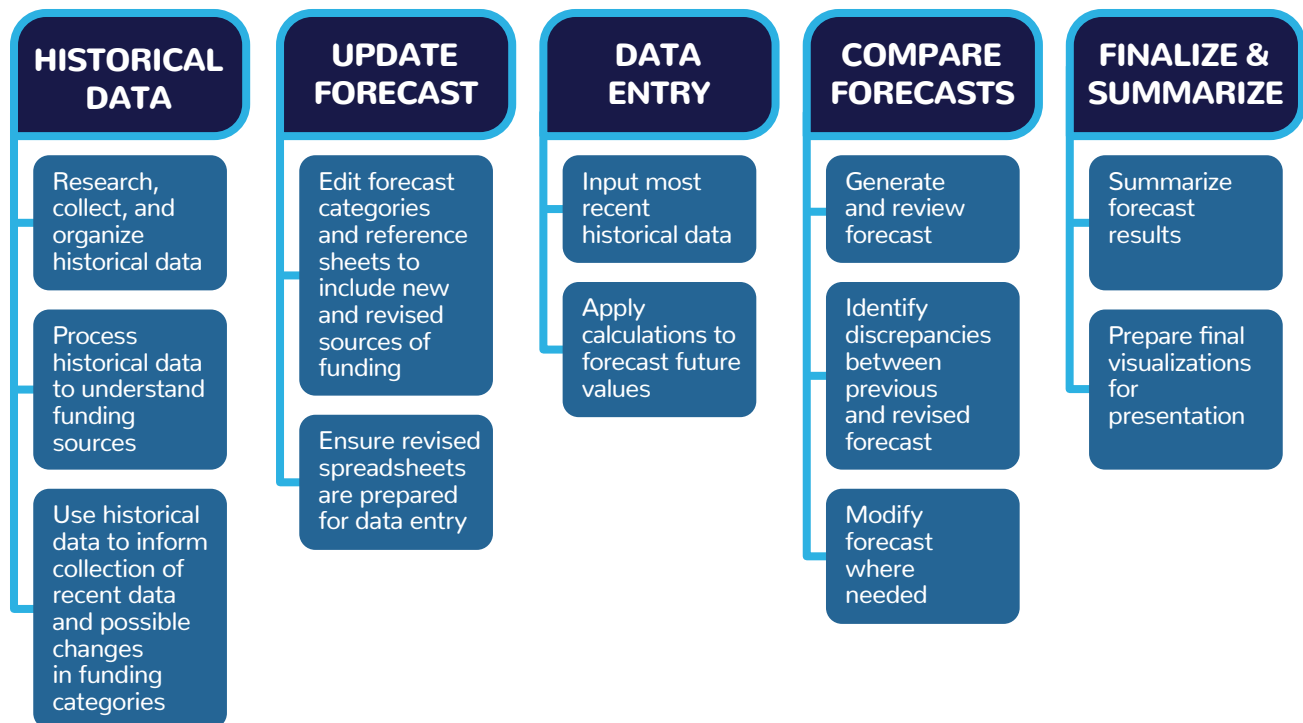 HISTORICAL
DATA
Research,
collect, and
organize
historical data
Process
historical data
to understand
funding
sources
Use historical
data to inform
collection of
recent data
and possible
changes
in funding
categories
UPDATE
FORECAST
Edit forecast
categories
and reference
sheets to
include new
and revised
sources of
funding
Ensure revised
spreadsheets
are prepared
for data entry
DATA
ENTRY
Input most
recent
historical data
Apply
calculations to
forecast future
values
COMPARE
FORECASTS
Generate
and review
forecast
Identify
discrepancies
between
previous
and revised
forecast
Modify
forecast
where
needed
FINALIZE &
SUMMARIZE
Summarize
forecast
results
Prepare final
visualizations
for
presentation